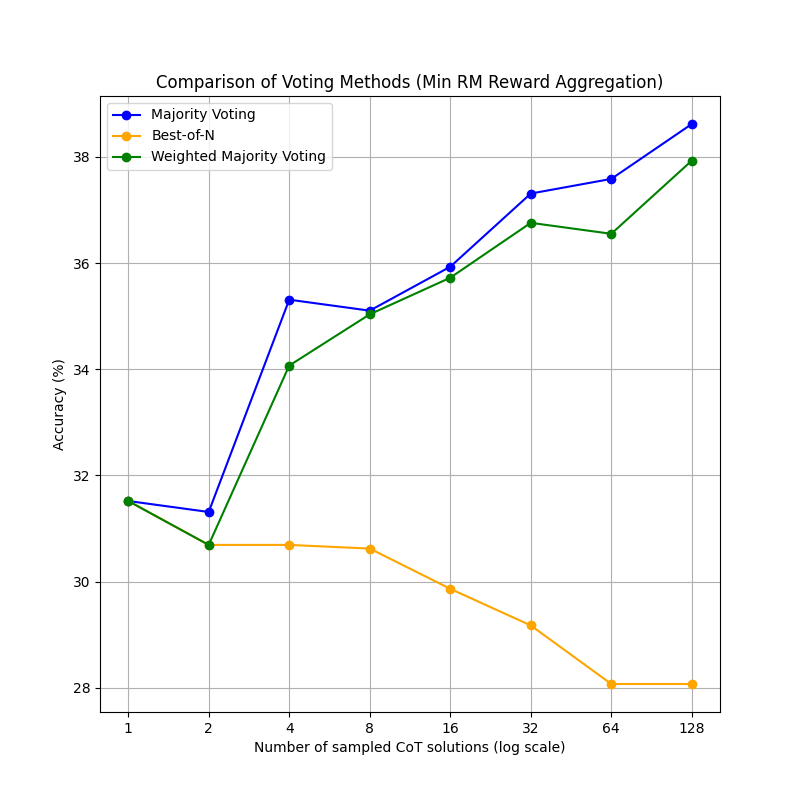 Comparison of Voting Methods (Min RM Reward Aggregation)
Majority Voting
Best-of-N
Weighted Majority Voting
38
36
34
32
30
28
Accuracy (%)
1 2 4 8 16 32 64 128
Number of sampled CoT solutions (log scale)